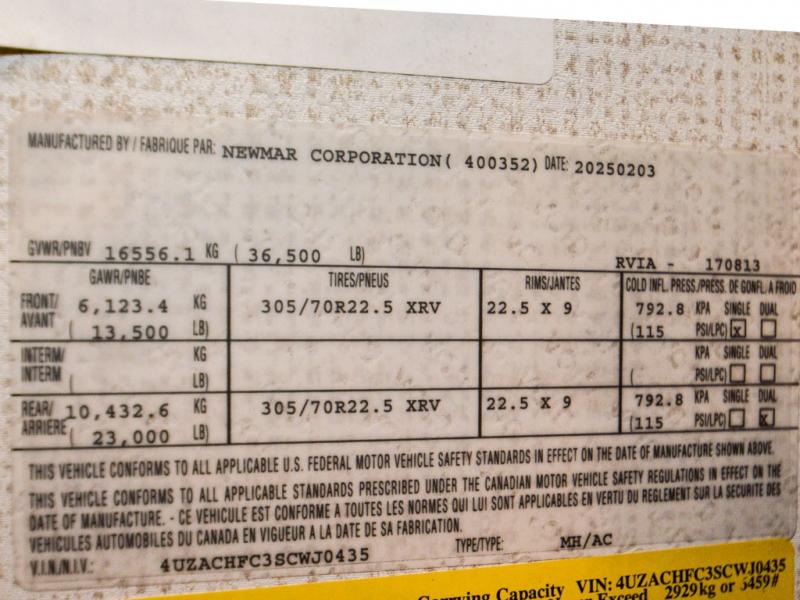 MANUFACTURED BY / FABRIQUE PAR: NEWMAR CORPORATION( 400352) DATE: 20250203
GVWR/PNBV 16556.1 KG ( 36,500 LB)
RVIA - 170813
GAWR/PNBE TIRES/PNEUS RIMS/JANTES COLD INFL. PRESS./PRESS. DE GONFL. A FROID
FRONT/ 6,123.4 KG 305/70R22.5 XRV 22.5 X 9 792.8 KPA SINGLE DUAL
AVANT ( 13,500 LB) (115 PSI/LPC) X
INTERM/ KG KPA SINGLE DUAL
INTERM ( LB) ( PSI/LPC)
REAR/ 10,432.6 KG 305/70R22.5 XRV 22.5 X 9 792.8 KPA SINGLE DUAL
ARRIERE ( 23,000 LB) (115 PSI/LPC) X
THIS VEHICLE CONFORMS TO ALL APPLICABLE U.S. FEDERAL MOTOR VEHICLE SAFETY STANDARDS IN EFFECT ON THE DATE OF MANUFACTURE SHOWN ABOVE.
THIS VEHICLE CONFORMS TO ALL APPLICABLE STANDARDS PRESCRIBED UNDER THE CANADIAN MOTOR VEHICLE SAFETY REGULATIONS IN EFFECT ON THE
DATE OF MANUFACTURE. - CE VEHICULE EST CONFORME A TOUTES LES NORMES QUI LUI SONT APPLICABLES EN VERTU DU REGLEMENT SUR LA SECURITE DES
VEHICULES AUTOMOBILES DU CANADA EN VIGUEUR A LA DATE DE SA FABRICATION.
V.I.N./N.I.V.: 4UZACHFC3SCWJ0435 TYPE/TYPE: MH/AC
Carrying Capacity VIN: 4UZACHFC3SCWJ0435
Exceed 2929kg or 6459#